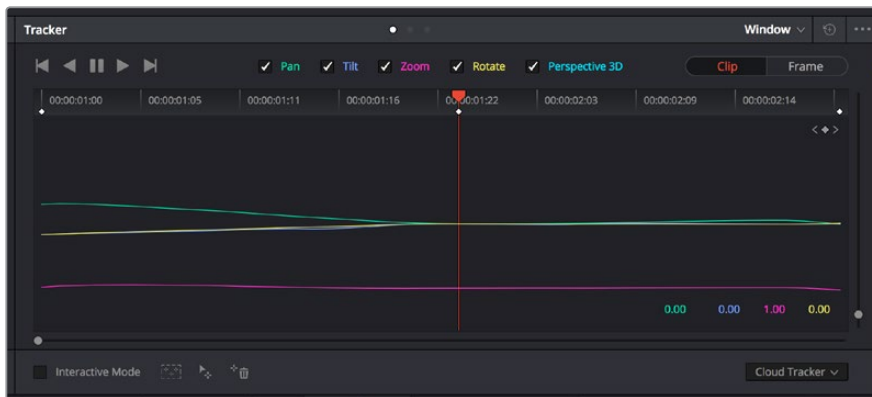 Tracker Window
Pan Tilt Zoom Rotate Perspective 3D Clip Frame
00:00:01:00 00:00:01:05 00:00:01:11 00:00:01:16 00:00:01:22 00:00:02:03 00:00:02:09 00:00:02:14
0.00 0.00 1.00 0.00
Interactive Mode Cloud Tracker